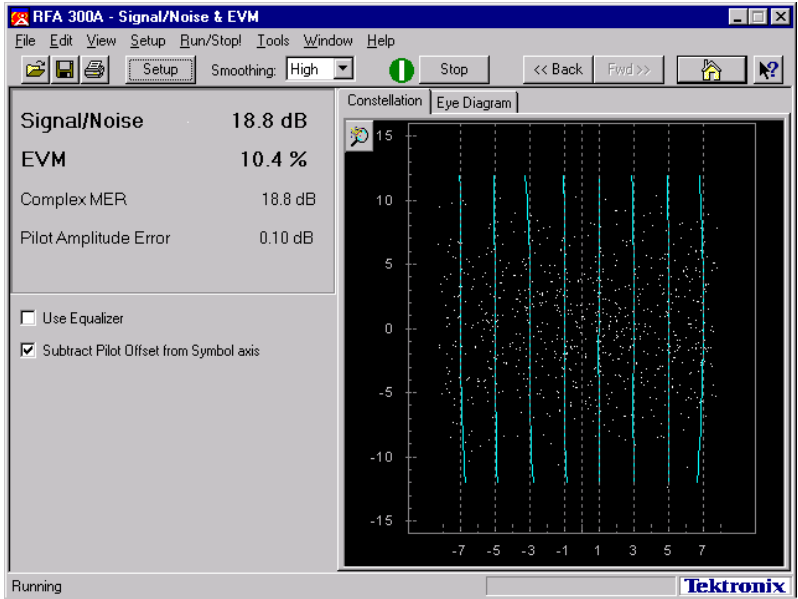 RFA 300A - Signal/Noise & EVM
File Edit View Setup Run/Stop! Tools Window Help
Setup Smoothing: High Stop << Back Fwd >>
Signal/Noise 18.8 dB
EVM 10.4 %
Complex MER 18.8 dB
Pilot Amplitude Error 0.10 dB
Use Equalizer
Subtract Pilot Offset from Symbol axis
Constellation Eye Diagram
15
10
5
0
-5
-10
-15
-7 -5 -3 -1 1 3 5 7
Running
Tektronix